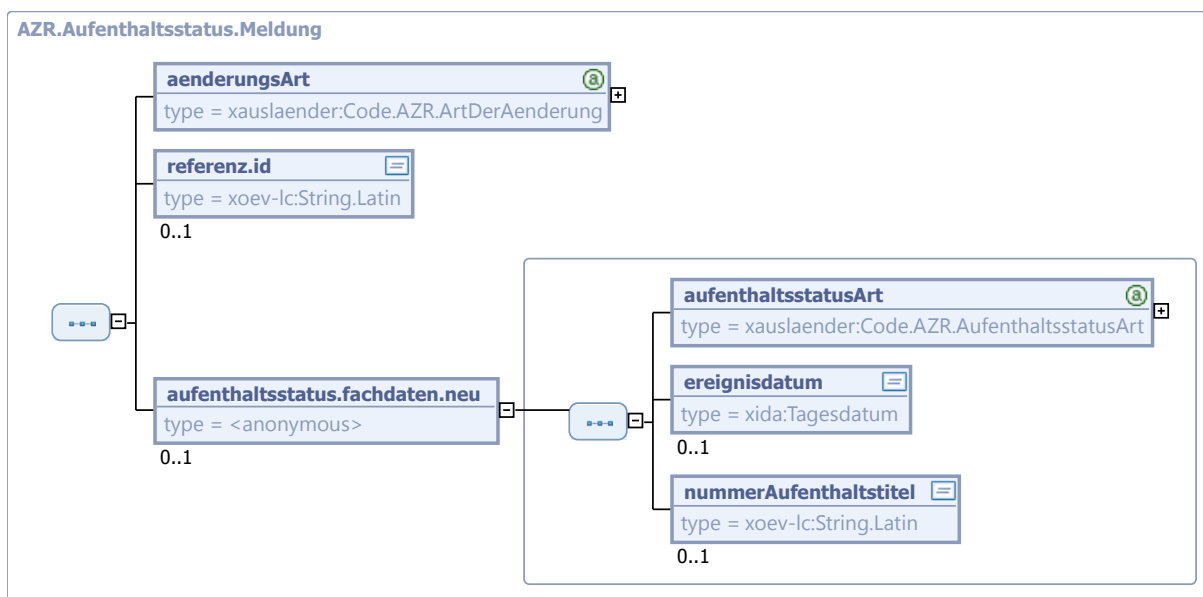 AZR.Aufenthaltsstatus.Meldung
aenderungsArt
type = xauslaender:Code.AZR.ArtDerAenderung
referenz.id
type = xoev-lc:String.Latin
0..1
aufenthaltsstatus.fachdaten.neu
type = <anonymous>
0..1
aufenthaltsstatusArt
type = xauslaender:Code.AZR.AufenthaltsstatusArt
ereignisdatum
type = xida:Tagesdatum
0..1
nummerAufenthaltstitel
type = xoev-lc:String.Latin
0..1